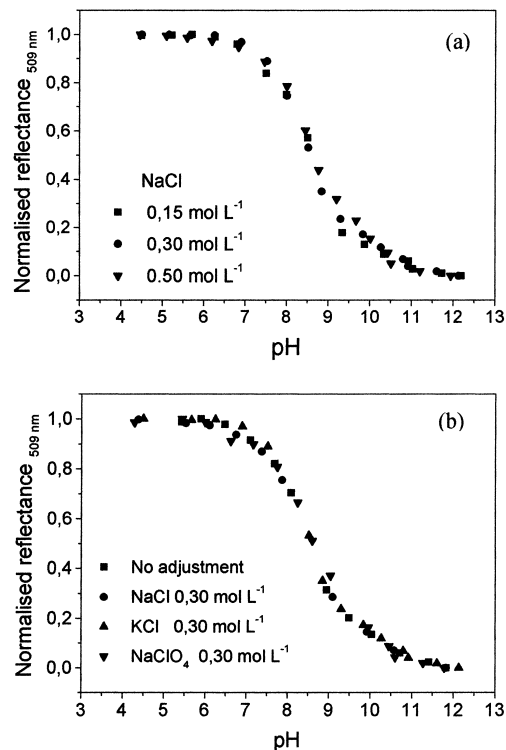 (a)
Normalised reflectance 509 nm
1,0
0,8
0,6
0,4
0,2
0,0
NaCl
0,15 mol L-1
0,30 mol L-1
0.50 mol L-1
3 4 5 6 7 8 9 10 11 12 13
pH
(b)
Normalised reflectance 509 nm
1,0
0,8
0,6
0,4
0,2
0,0
No adjustment
NaCl 0,30 mol L-1
KCl 0,30 mol L-1
NaClO4 0,30 mol L-1
3 4 5 6 7 8 9 10 11 12 13
pH